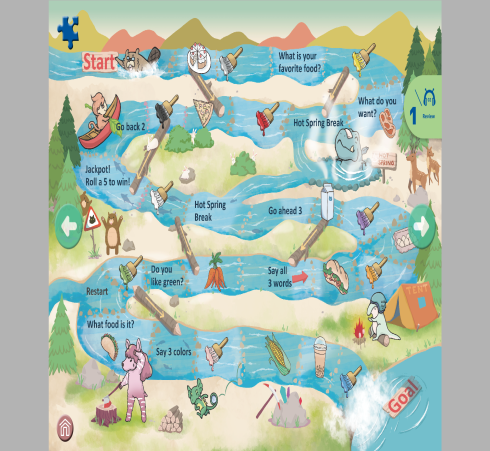 Start
What is your
favorite food?
What do you
want?
1
Review
Go back 2
Hot Spring Break
HOT
SPRING
Jackpot!
Roll a 5 to win!
Hot Spring
Break
Go ahead 3
Do you
like green?
Say all
3 words
TENT
Restart
What food is it?
Say 3 colors
Goal